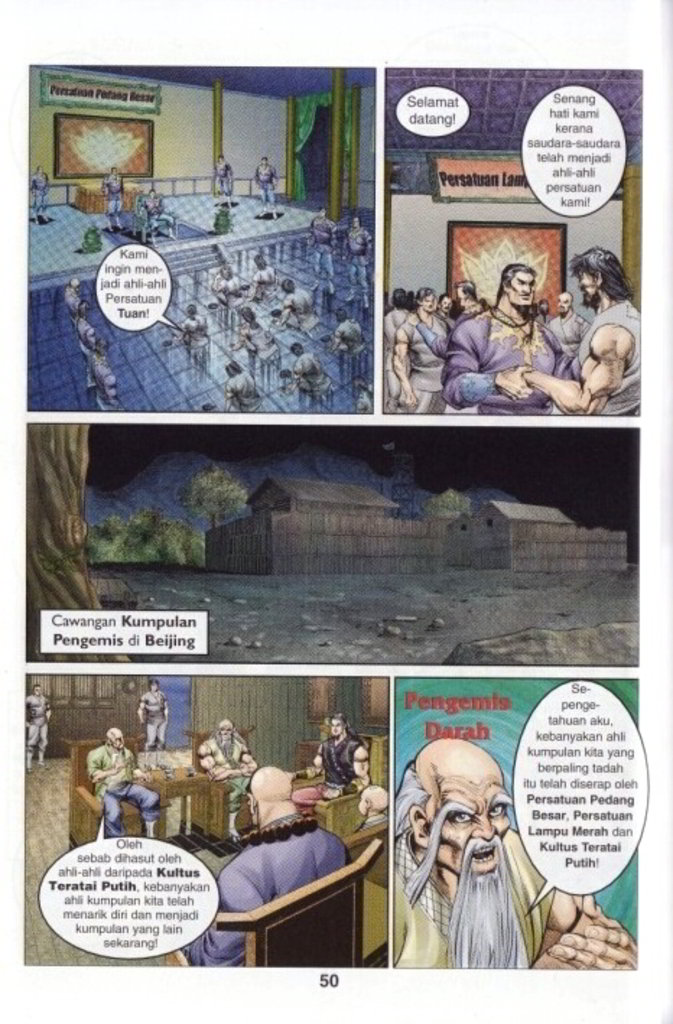 Persatuan Pedang Besar
Kami
ingin men-
jadi ahli-ahli
Persatuan
Tuan!
Selamat
datang!
Senang
hati kami
kerana
saudara-saudara
telah menjadi
ahli-ahli
persatuan
kami!
Persatuan
Cawangan Kumpulan
Pengemis di Beijing
Oleh
sebab dihasut oleh
ahli-ahli daripada Kultus
Teratai Putih, kebanyakan
ahli kumpulan kita telah
menarik diri dan menjadi
kumpulan yang lain
sekarang!
Pengemis
Darah
Se-
penge-
tahuan aku,
kebanyakan ahli
kumpulan kita yang
berpaling tadah
itu telah diserap oleh
Persatuan Pedang
Besar, Persatuan
Lampu Merah dan
Kultus Teratai
Putih!
50